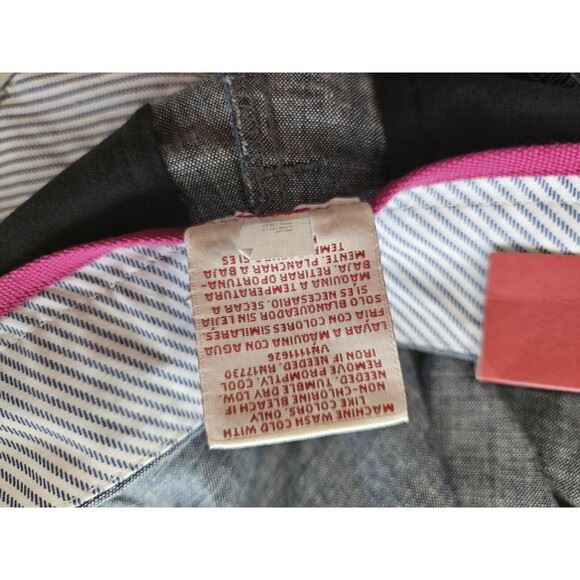 MACHINE WASH COLD WITH
LIKE COLORS, ONLY
NON-CHLORINE BLEACH IF
NEEDED, TUMBLE DRY LOW
REMOVE PROMPTLY, COOL
IRON IF NEEDED. RN17730
VN1111626
LAVAR A MAQUINA CON AGUA
FRIA CON COLORES SIMILARES.
SOLO BLANQUEADOR SIN LEJIA
SI ES NECESARIO. SECAR A
MAQUINA A TEMPERATURA
BAJA. RETIRAR OPORTUNA-
MENTE. PLANCHAR A BAJA